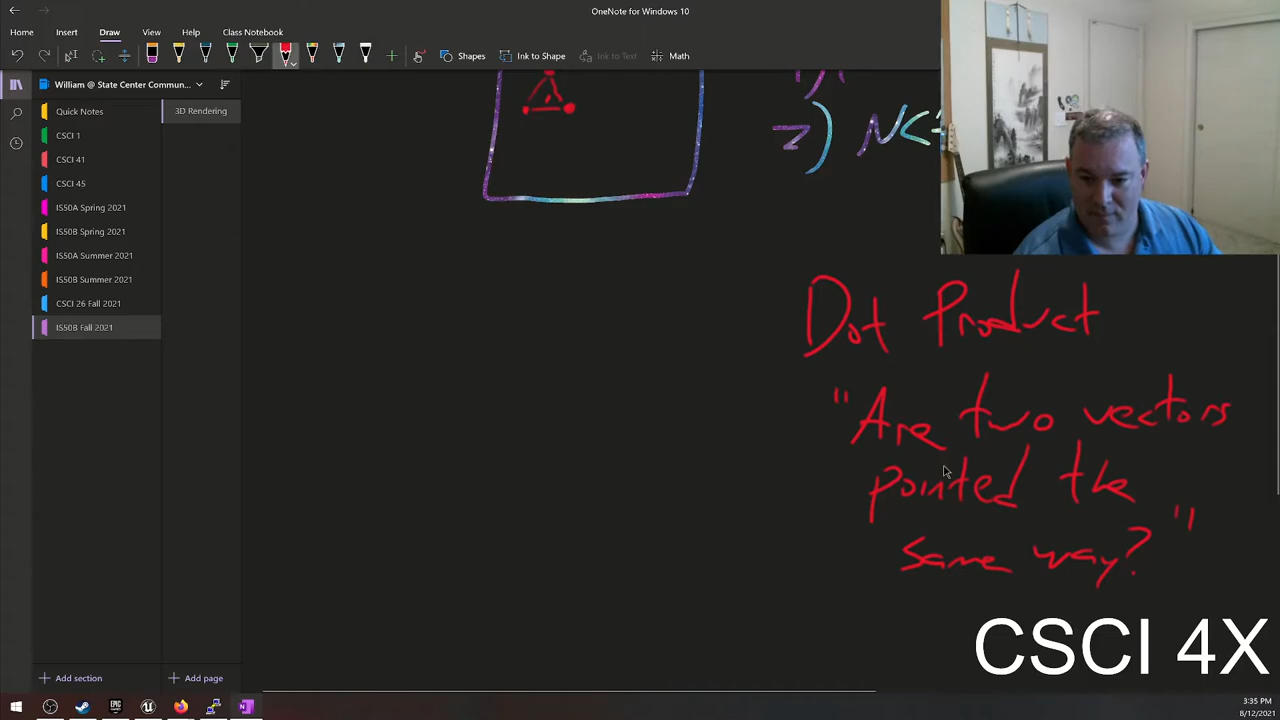 OneNote for Windows 10
Home
Insert
Draw
View
Help
Class Notebook
Shapes
Ink to Shape
Ink to Text
Math
William @ State Center Commun...
Quick Notes
CSCI 1
CSCI 41
CSCI 45
IS50A Spring 2021
IS50B Spring 2021
IS50A Summer 2021
IS50B Summer 2021
CSCI 26 Fall 2021
IS50B Fall 2021
3D Rendering
Dot Product
"Are two vectors
pointed the
same way?"
CSCI 4X
Add section
Add page
3:35 PM
8/12/2021